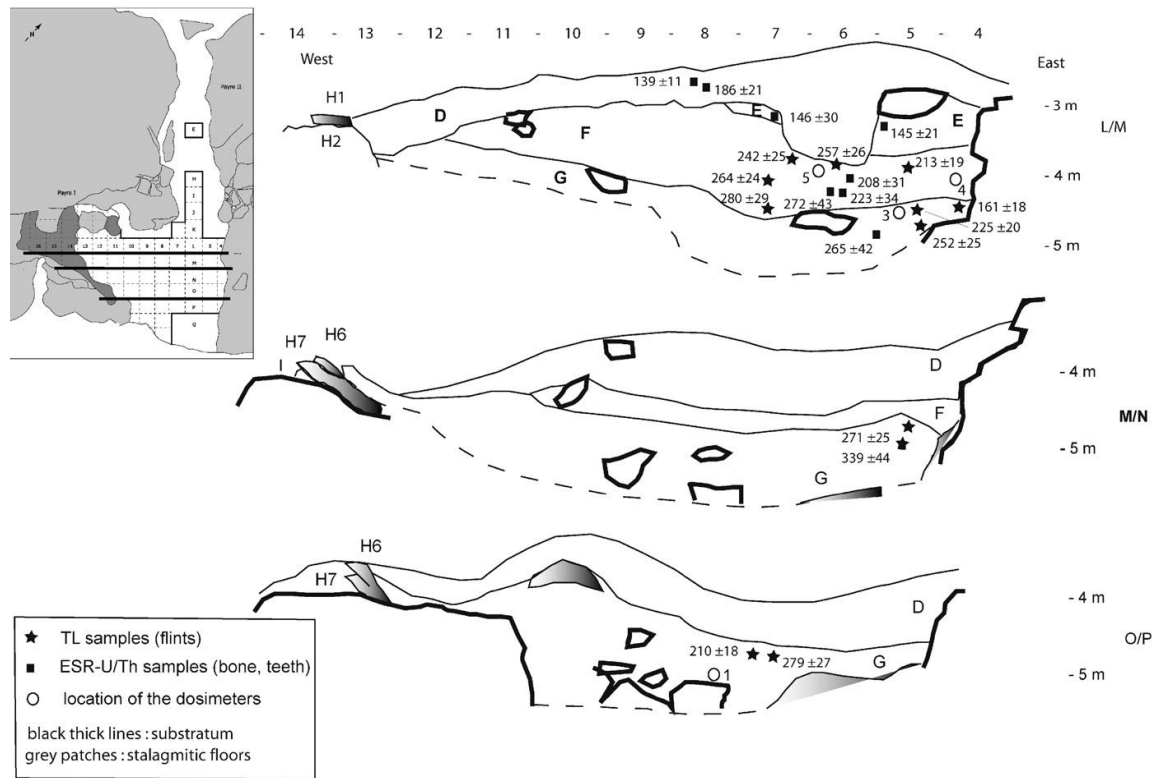 - 14 - 13 - 12 - 11 - 10 - 9 - 8 - 7 - 6 - 5 - 4
West
East
N
Payre II
Payre I
E
H
I
J
K
16 15 14 13 12 11 10 9 8 7 L 5 4
M
N
O
P
Q
H1
H2
D
F
G
E
E
139 ±11
186 ±21
146 ±30
145 ±21
242 ±25
257 ±26
213 ±19
264 ±24
5
208 ±31
4
280 ±29
272 ±43
223 ±34
3
161 ±18
225 ±20
265 ±42
252 ±25
- 3 m
L/M
- 4 m
- 5 m
H7
H6
D
F
G
271 ±25
339 ±44
- 4 m
M/N
- 5 m
H6
H7
D
G
210 ±18
279 ±27
1
- 4 m
O/P
- 5 m
TL samples (flints)
ESR-U/Th samples (bone, teeth)
location of the dosimeters
black thick lines : substratum
grey patches : stalagmitic floors